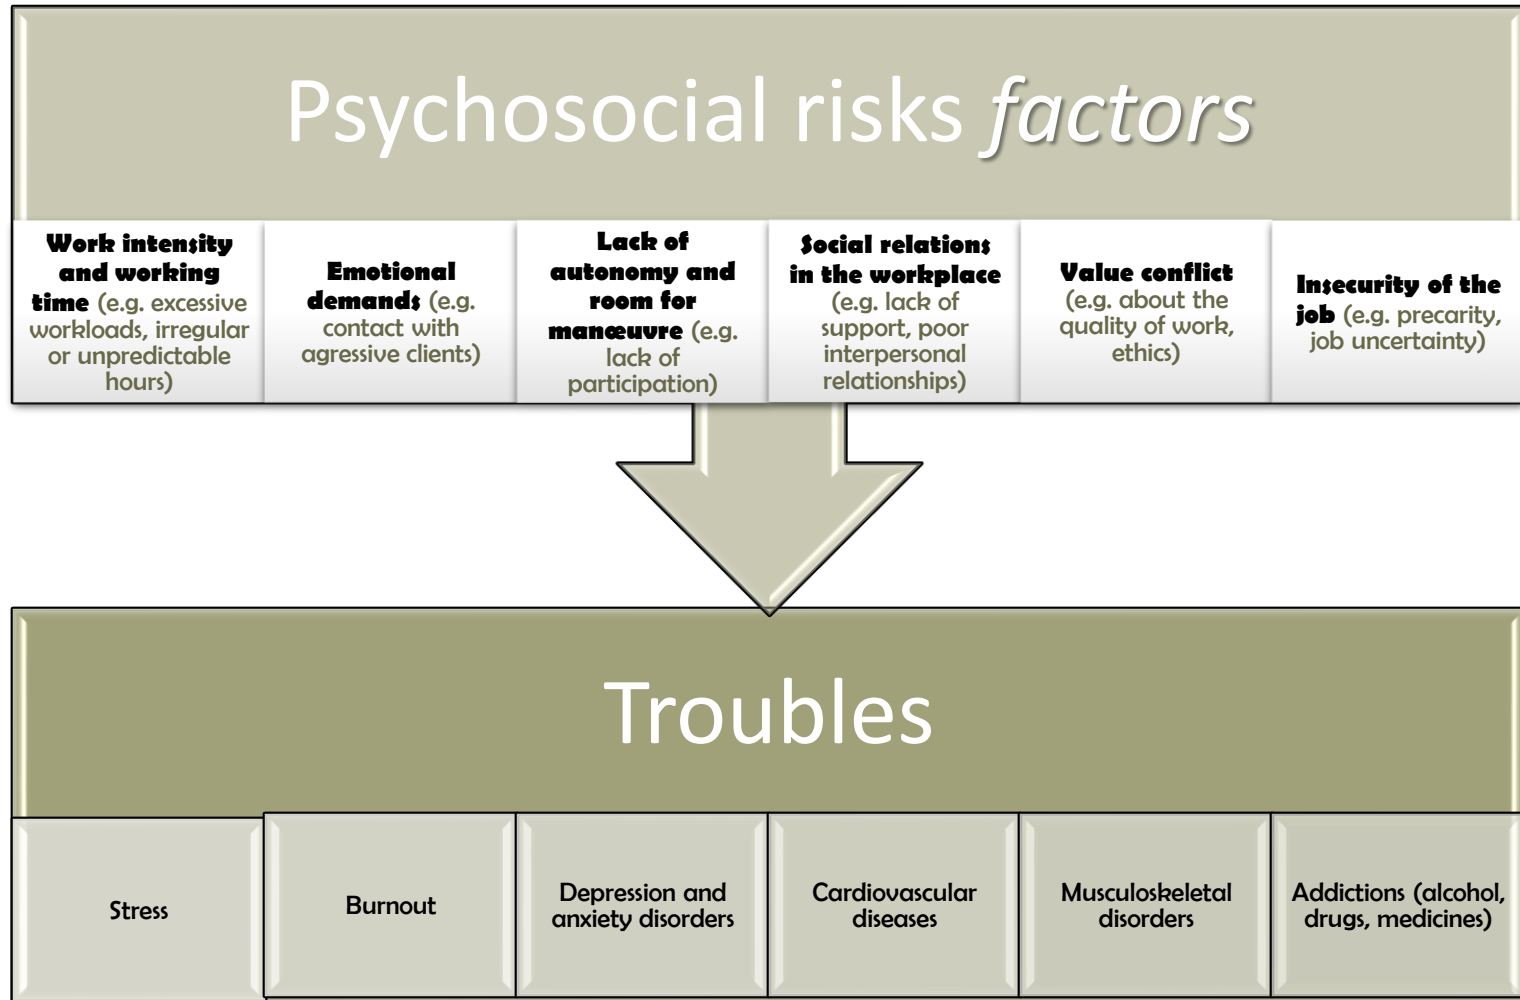 Psychosocial risks factors
Work intensity
and working
time (e.g. excessive
workloads, irregular
or unpredictable
hours)
Emotional
demands (e.g.
contact with
agressive clients)
Lack of
autonomy and
room for
manœuvre (e.g.
lack of
participation)
Social relations
in the workplace
(e.g. lack of
support, poor
interpersonal
relationships)
Value conflict
(e.g. about the
quality of work,
ethics)
Insecurity of the
job (e.g. precarity,
job uncertainty)
Troubles
Stress
Burnout
Depression and
anxiety disorders
Cardiovascular
diseases
Musculoskeletal
disorders
Addictions (alcohol,
drugs, medicines)